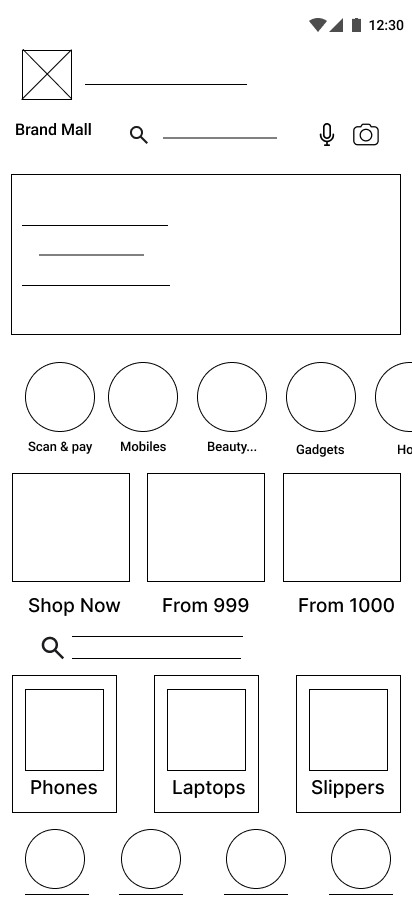 12:30
Brand Mall
Scan & pay Mobiles Beauty... Gadgets Ho
Shop Now From 999 From 1000
Phones Laptops Slippers